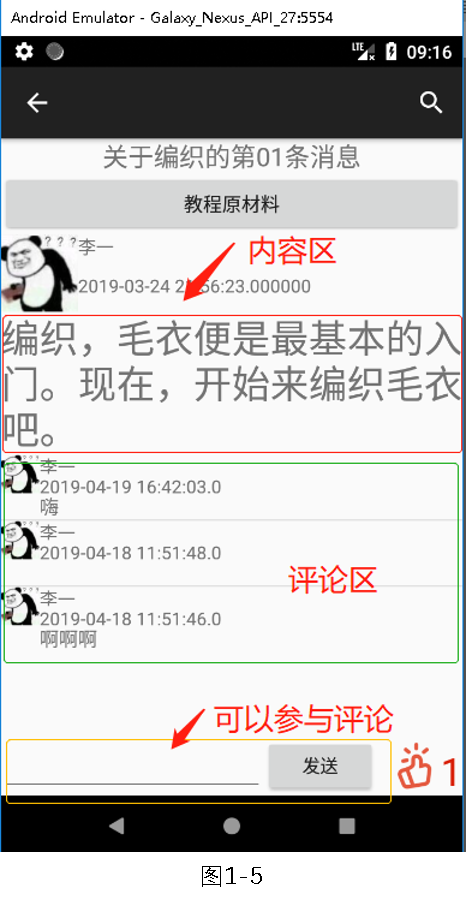 Android Emulator - Galaxy_Nexus_API_27:5554
LTE 09:16
关于编织的第01条消息
教程原材料
???李一
内容区
2019-03-24 2 :56:23.000000
编织，毛衣便是最基本的入
门。现在，开始来编织毛衣
吧。
???李一
2019-04-19 16:42:03.0
嗨
???李一
2019-04-18 11:51:48.0
评论区
???李一
2019-04-18 11:51:46.0
啊啊啊
可以参与评论
发送
1
图1-5